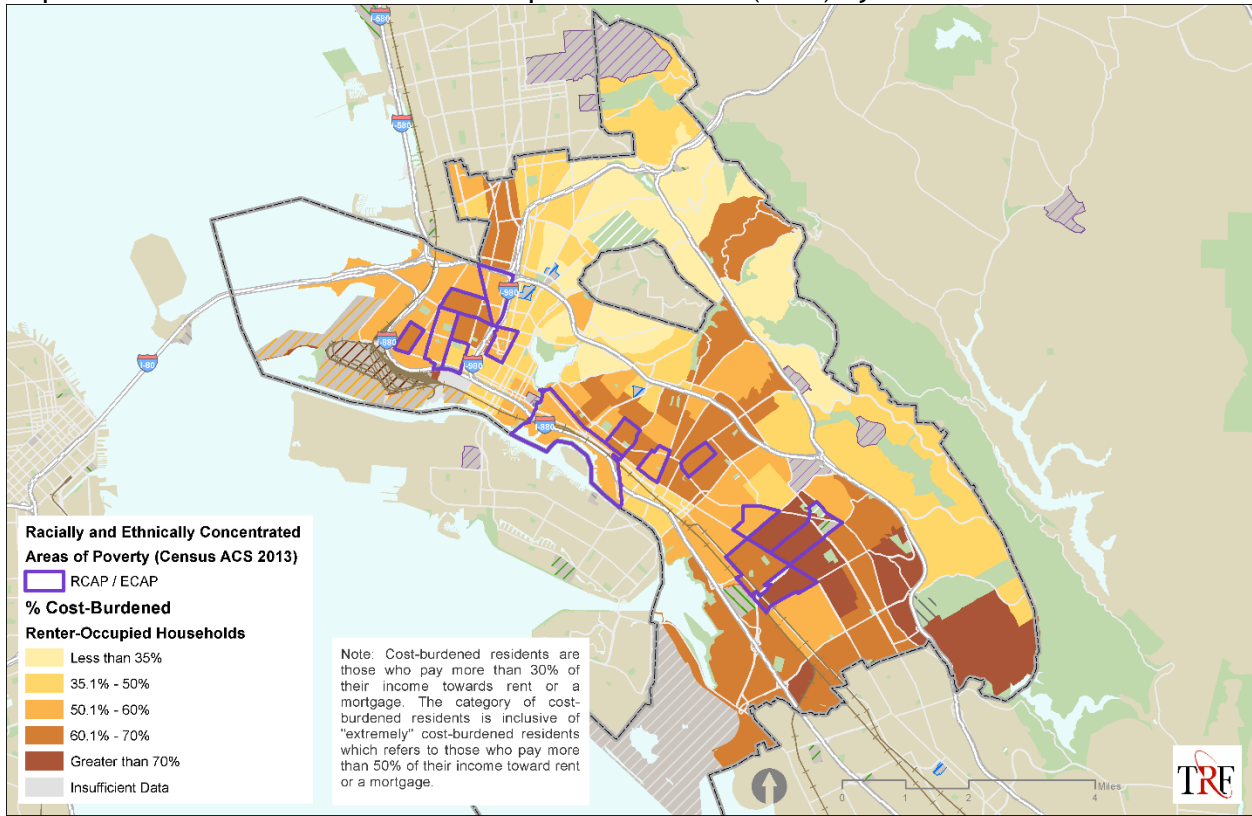 I-580
I-580
I-980
I-880
I-980
I-80
I-880
Racially and Ethnically Concentrated
Areas of Poverty (Census ACS 2013)
RCAP / ECAP
% Cost-Burdened
Renter-Occupied Households
Less than 35%
35.1% - 50%
50.1% - 60%
60.1% - 70%
Greater than 70%
Insufficient Data
Note: Cost-burdened residents are
those who pay more than 30% of
their income towards rent or a
mortgage. The category of cost-
burdened residents is inclusive of
"extremely" cost-burdened residents
which refers to those who pay more
than 50% of their income toward rent
or a mortgage.
Miles
0 1 2 4
TRF